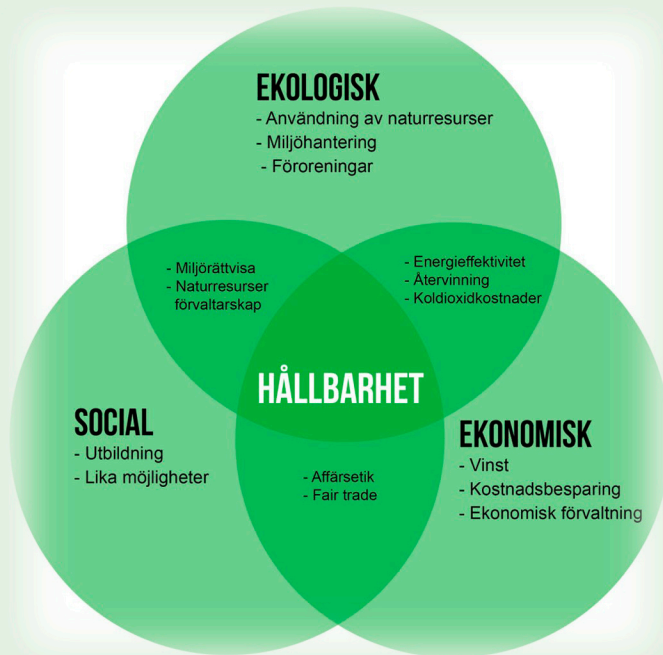 EKOLOGISK
- Användning av naturresurser
- Miljöhantering
- Föroreningar
- Miljörättvisa
- Naturresurser
förvaltarskap
- Energieffektivitet
- Återvinning
- Koldioxidkostnader
HÅLLBARHET
SOCIAL
- Utbildning
- Lika möjligheter
- Affärsetik
- Fair trade
EKONOMISK
- Vinst
- Kostnadsbesparing
- Ekonomisk förvaltning